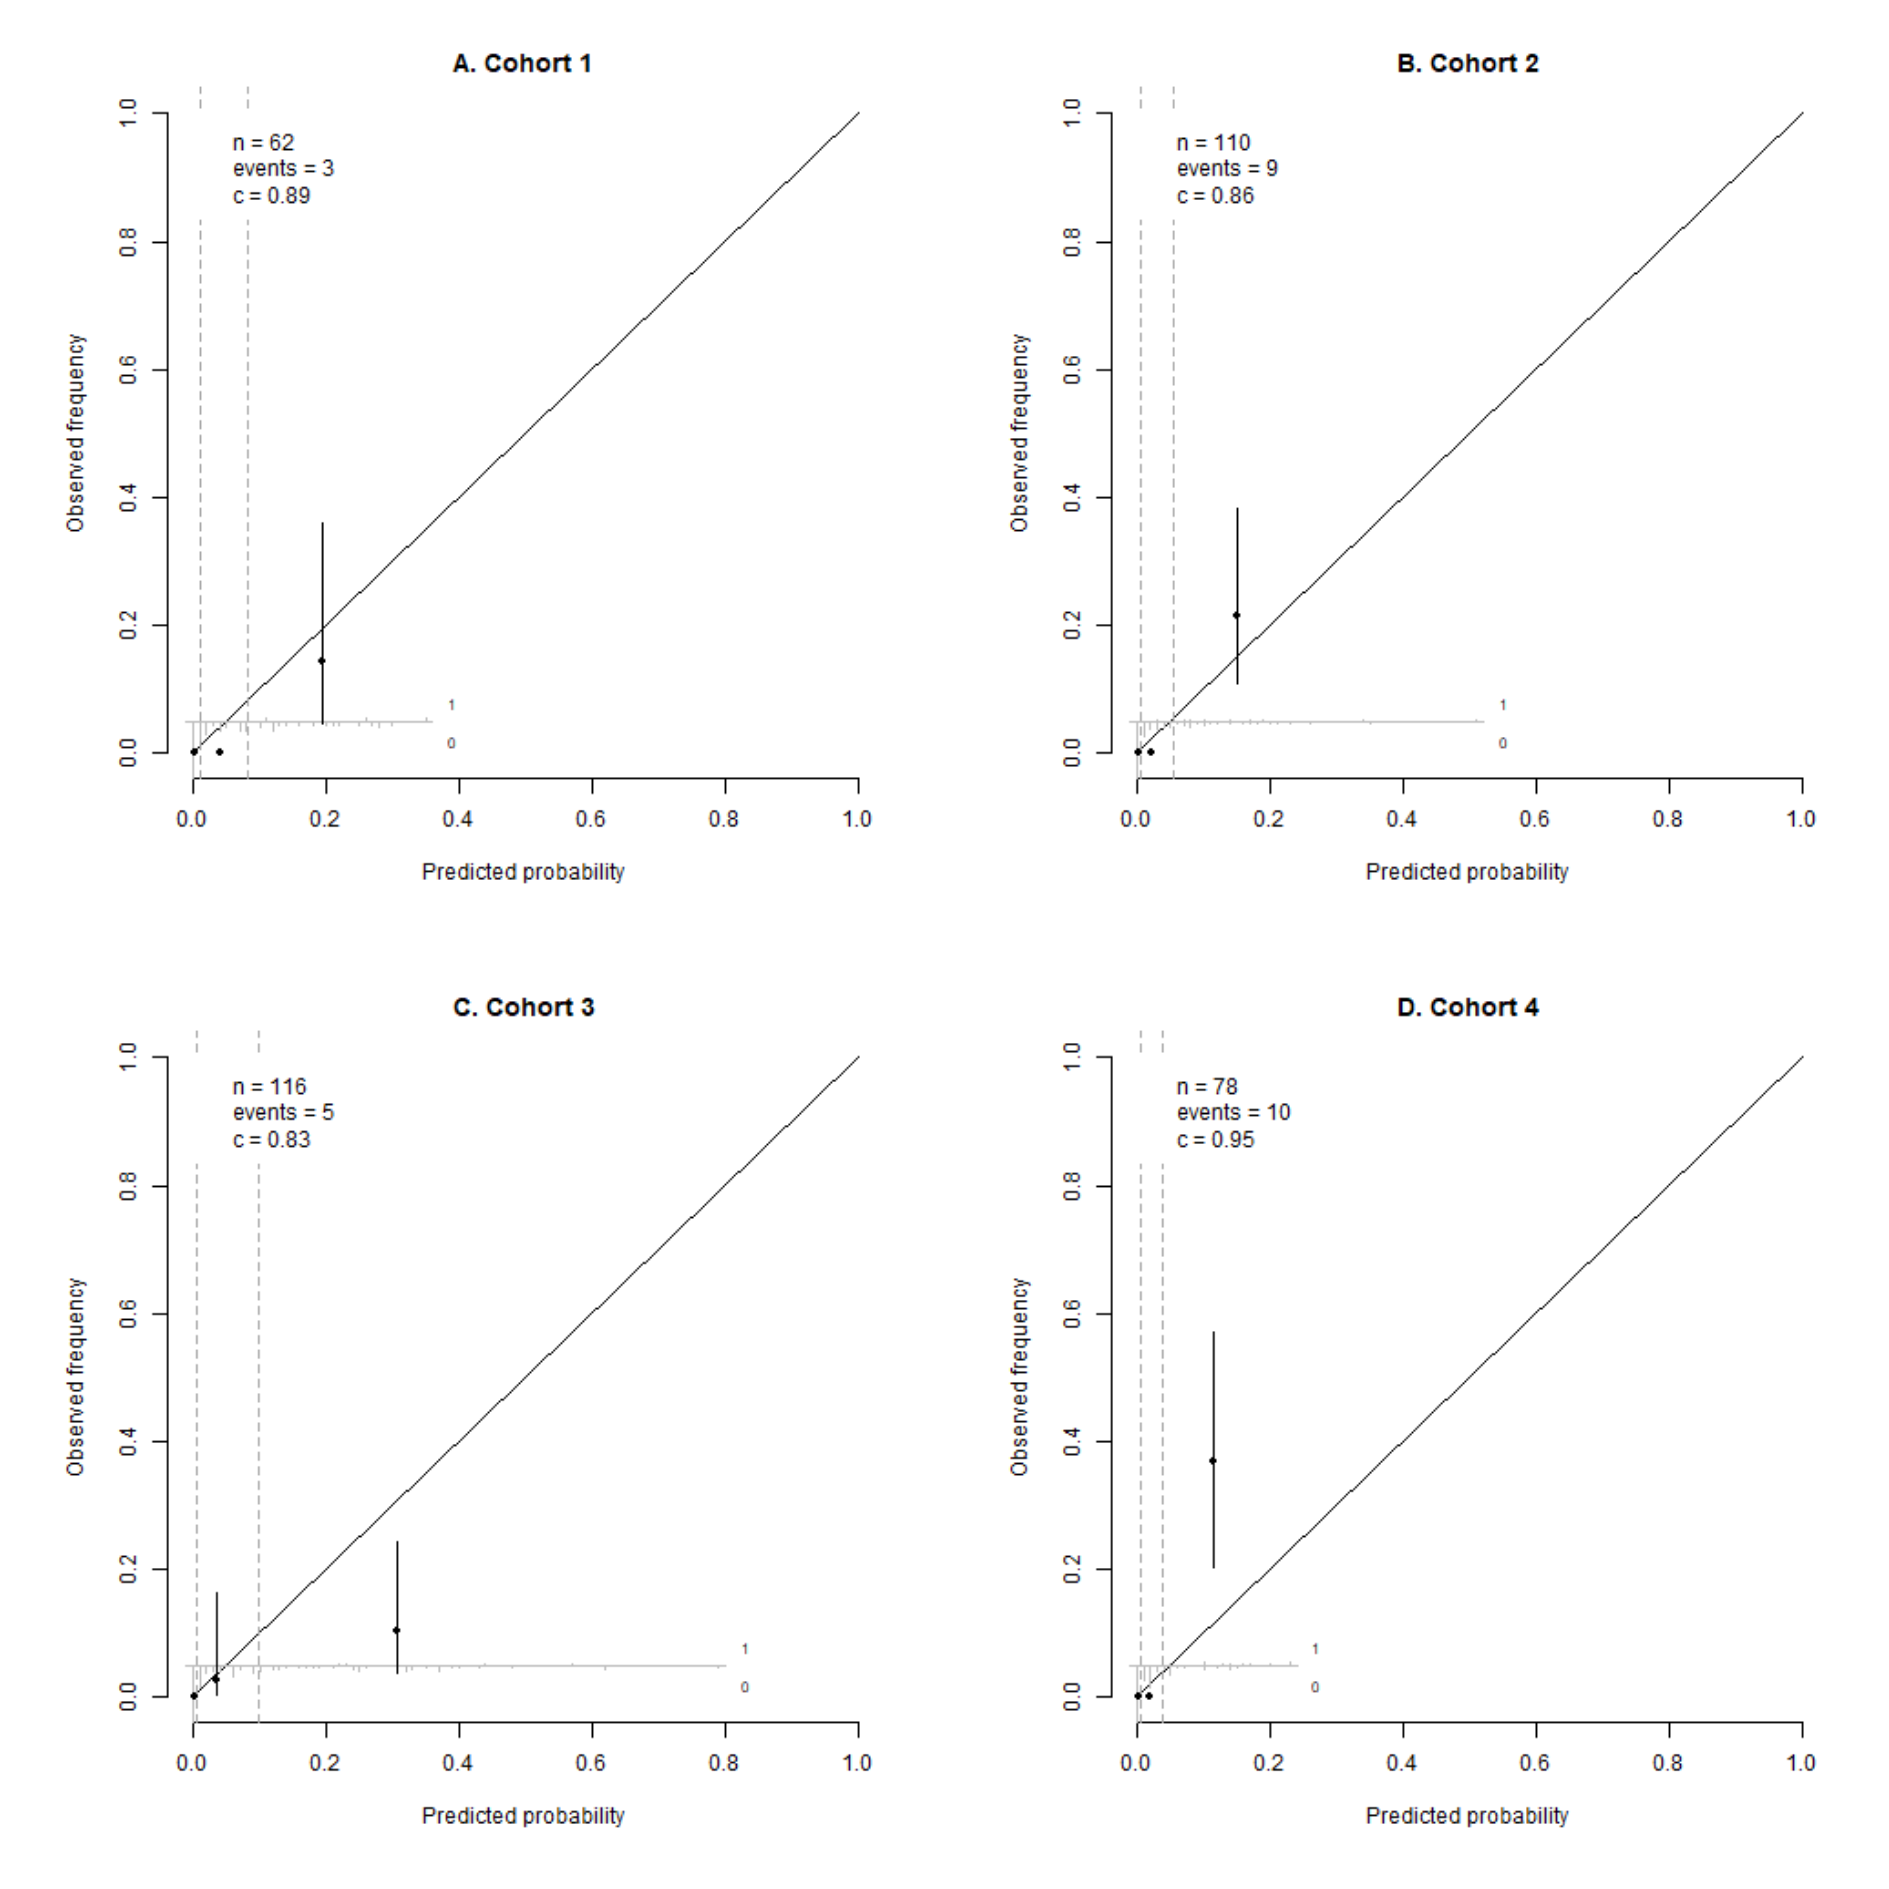 A. Cohort 1
n = 62
events = 3
c = 0.89
Observed frequency
1.0
0.8
0.6
0.4
0.2
0.0
1
0
0.0 0.2 0.4 0.6 0.8 1.0
Predicted probability
B. Cohort 2
n = 110
events = 9
c = 0.86
Observed frequency
1.0
0.8
0.6
0.4
0.2
0.0
1
0
0.0 0.2 0.4 0.6 0.8 1.0
Predicted probability
C. Cohort 3
n = 116
events = 5
c = 0.83
Observed frequency
1.0
0.8
0.6
0.4
0.2
0.0
1
0
0.0 0.2 0.4 0.6 0.8 1.0
Predicted probability
D. Cohort 4
n = 78
events = 10
c = 0.95
Observed frequency
1.0
0.8
0.6
0.4
0.2
0.0
1
0
0.0 0.2 0.4 0.6 0.8 1.0
Predicted probability